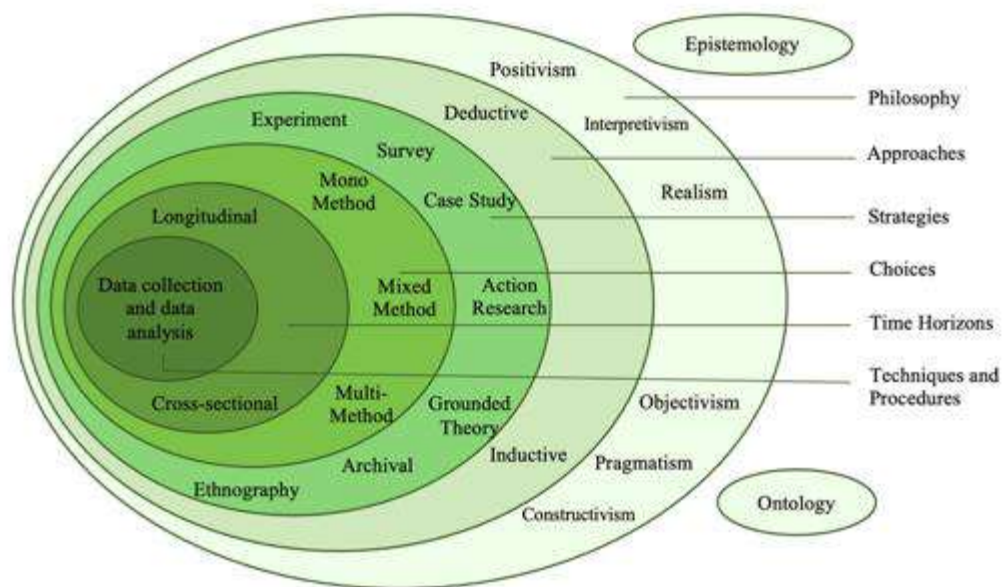 Epistemology
Positivism
Philosophy
Deductive
Experiment
Interpretivism
Survey
Approaches
Mono
Method
Realism
Case Study
Longitudinal
Strategies
Choices
Data collection
and data
analysis
Mixed
Method
Action
Research
Time Horizons
Techniques and
Procedures
Cross-sectional
Multi-
Method
Grounded
Theory
Objectivism
Inductive
Archival
Pragmatism
Ethnography
Ontology
Constructivism